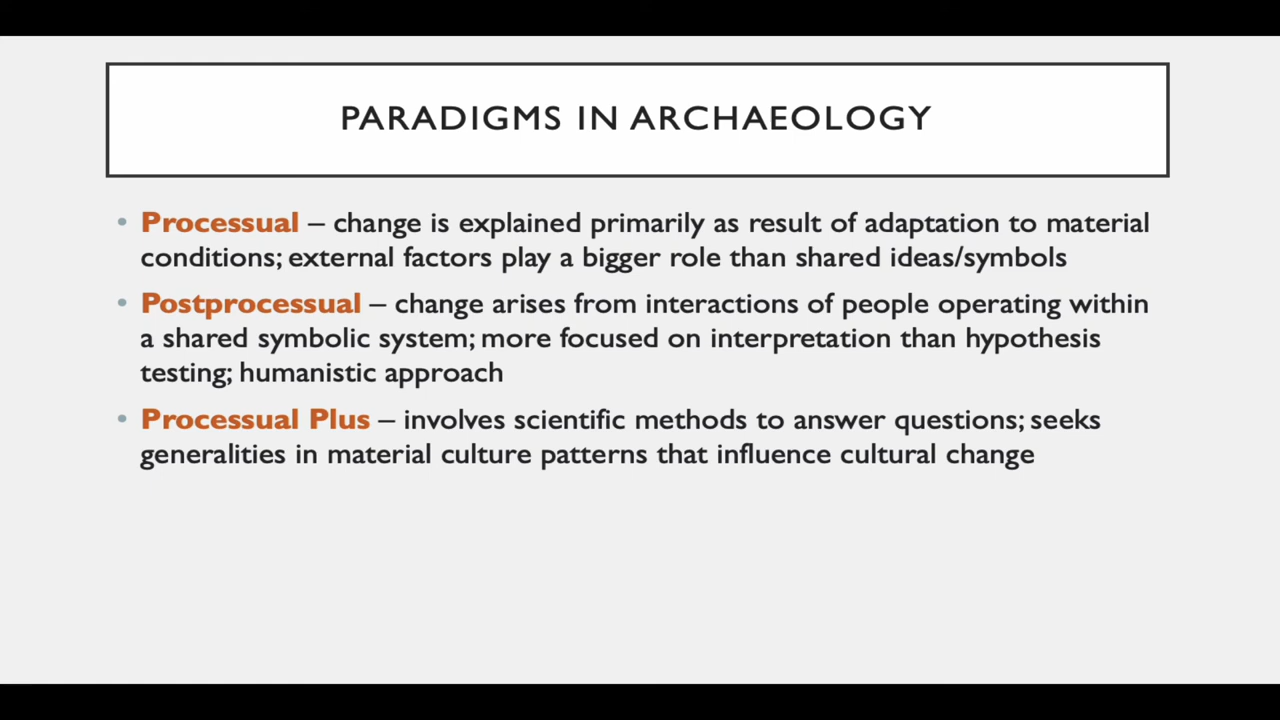 PARADIGMS IN ARCHAEOLOGY
• Processual – change is explained primarily as result of adaptation to material
conditions; external factors play a bigger role than shared ideas/symbols
• Postprocessual – change arises from interactions of people operating within
a shared symbolic system; more focused on interpretation than hypothesis
testing; humanistic approach
• Processual Plus – involves scientific methods to answer questions; seeks
generalities in material culture patterns that influence cultural change